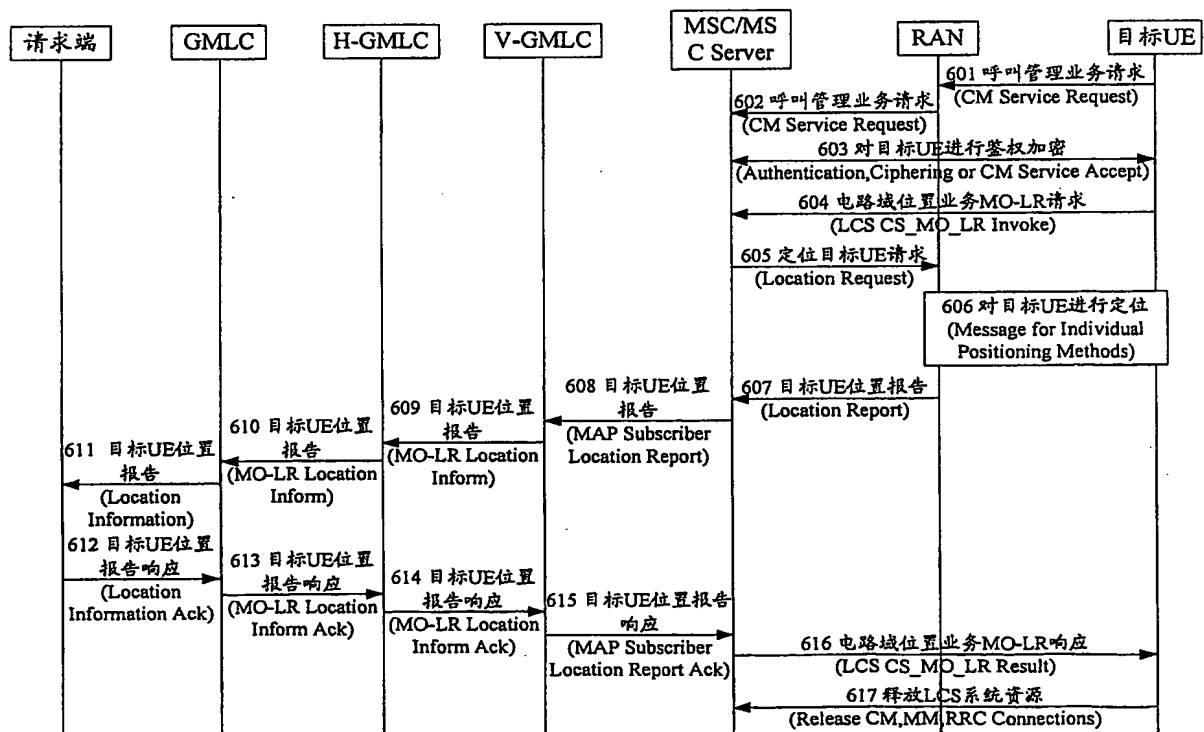 请求端
GMLC
H-GMLC
V-GMLC
MSC/MS
C Server
RAN
目标UE
601 呼叫管理业务请求
(CM Service Request)
602 呼叫管理业务请求
(CM Service Request)
603 对目标UE进行鉴权加密
(Authentication,Ciphering or CM Service Accept)
604 电路域位置业务MO-LR请求
(LCS CS_MO_LR Invoke)
605 定位目标UE请求
(Location Request)
606 对目标UE进行定位
(Message for Individual
Positioning Methods)
607 目标UE位置报告
(Location Report)
608 目标UE位置
报告
(MAP Subscriber
Location Report)
609 目标UE位置
报告
(MO-LR Location
Inform)
610 目标UE位置
报告
(MO-LR Location
Inform)
611 目标UE位置
报告
(Location
Information)
612 目标UE位置
报告响应
(Location
Information Ack)
613 目标UE位置
报告响应
(MO-LR Location
Inform Ack)
614 目标UE位置
报告响应
(MO-LR Location
Inform Ack)
615 目标UE位置报告
响应
(MAP Subscriber
Location Report Ack)
616 电路域位置业务MO-LR响应
(LCS CS_MO_LR Result)
617 释放LCS系统资源
(Release CM,MM,RRC Connections)